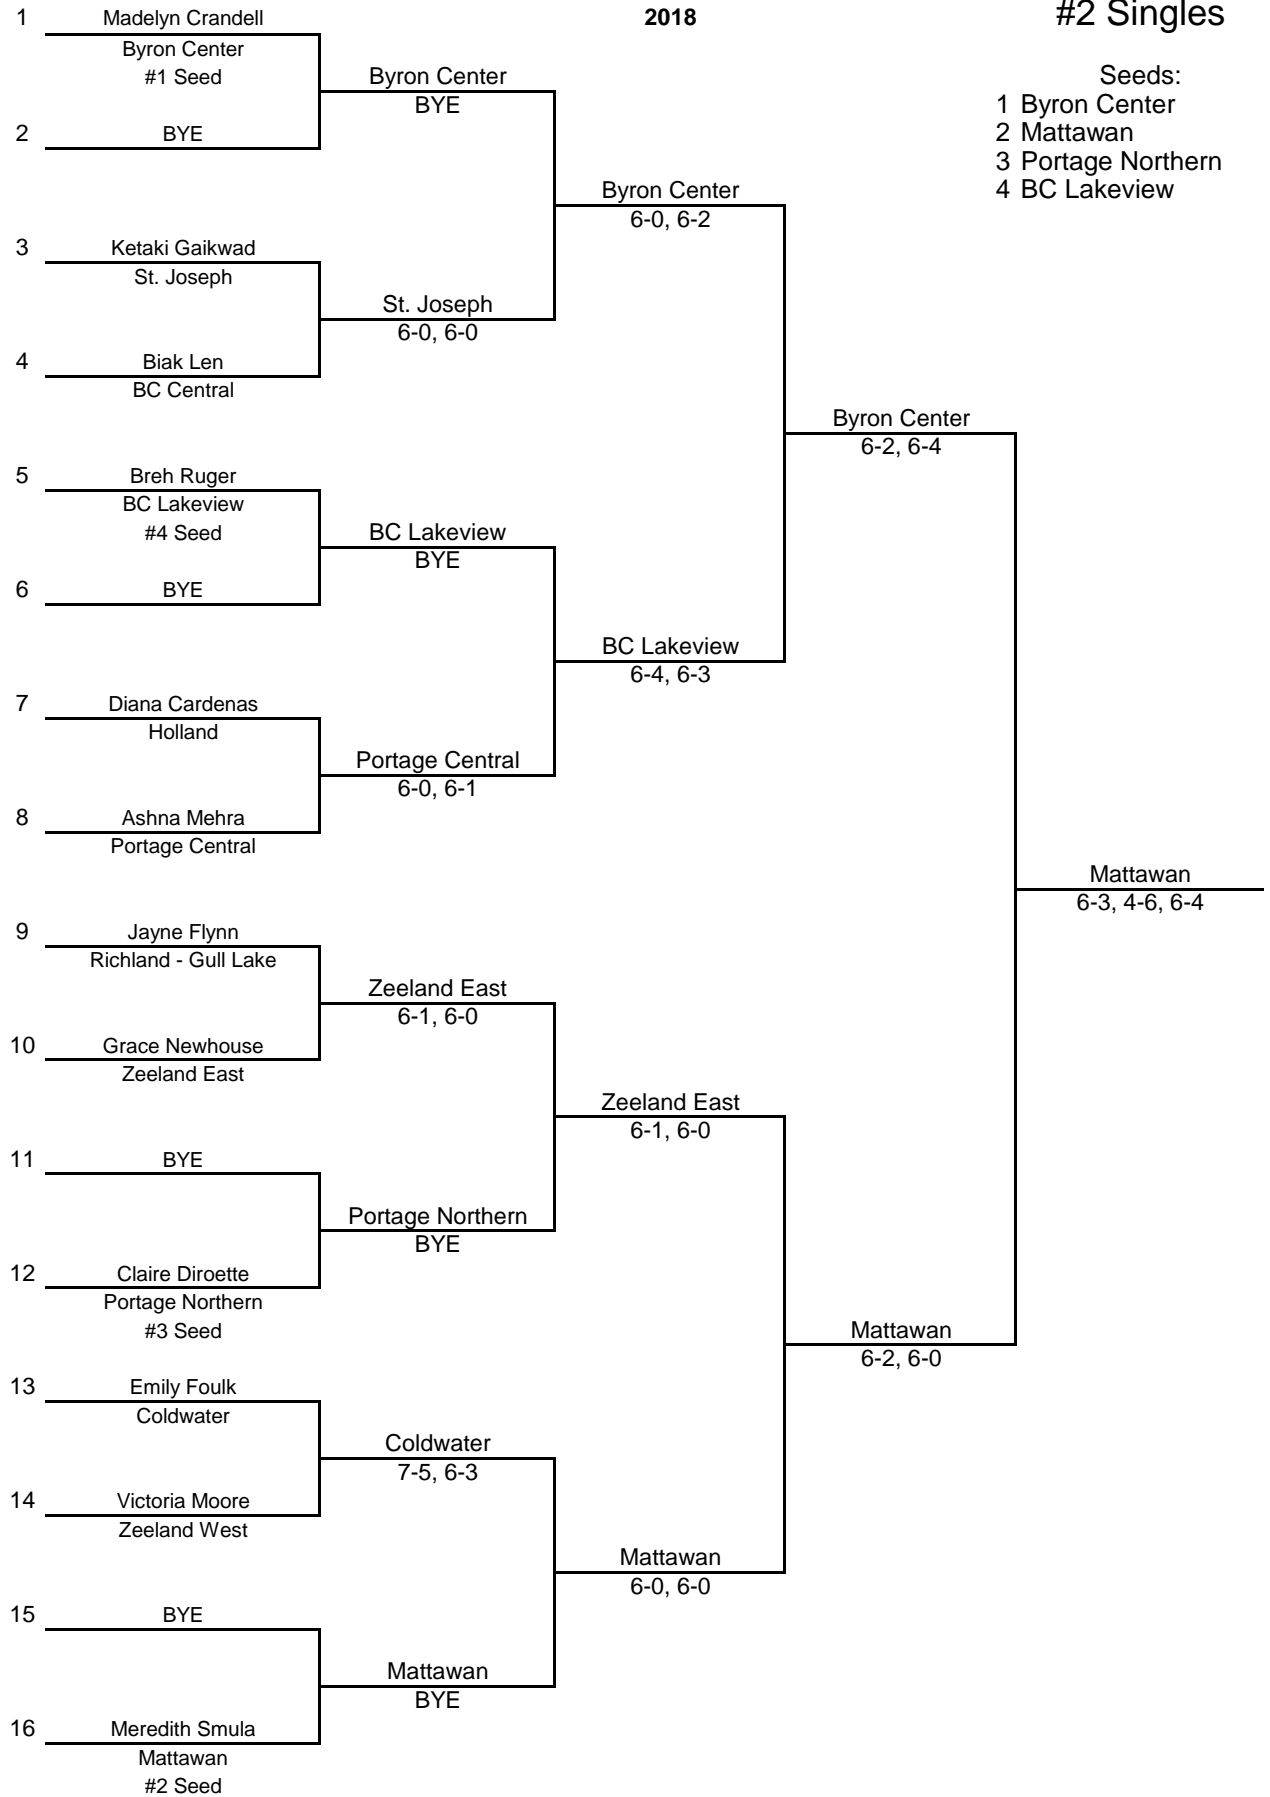 1 Madelyn Crandell
2018
#2 Singles
Byron Center
#1 Seed
Seeds:
1 Byron Center
2 Mattawan
3 Portage Northern
4 BC Lakeview
Byron Center
BYE
2 BYE
Byron Center
6-0, 6-2
3 Ketaki Gaikwad
St. Joseph
St. Joseph
6-0, 6-0
4 Biak Len
BC Central
Byron Center
6-2, 6-4
5 Breh Ruger
BC Lakeview
#4 Seed
BC Lakeview
BYE
6 BYE
BC Lakeview
6-4, 6-3
7 Diana Cardenas
Holland
Portage Central
6-0, 6-1
8 Ashna Mehra
Portage Central
Mattawan
6-3, 4-6, 6-4
9 Jayne Flynn
Richland - Gull Lake
Zeeland East
6-1, 6-0
10 Grace Newhouse
Zeeland East
Zeeland East
6-1, 6-0
11 BYE
Portage Northern
BYE
12 Claire Diroette
Portage Northern
#3 Seed
Mattawan
6-2, 6-0
13 Emily Foulk
Coldwater
Coldwater
7-5, 6-3
14 Victoria Moore
Zeeland West
Mattawan
6-0, 6-0
15 BYE
Mattawan
BYE
16 Meredith Smula
Mattawan
#2 Seed